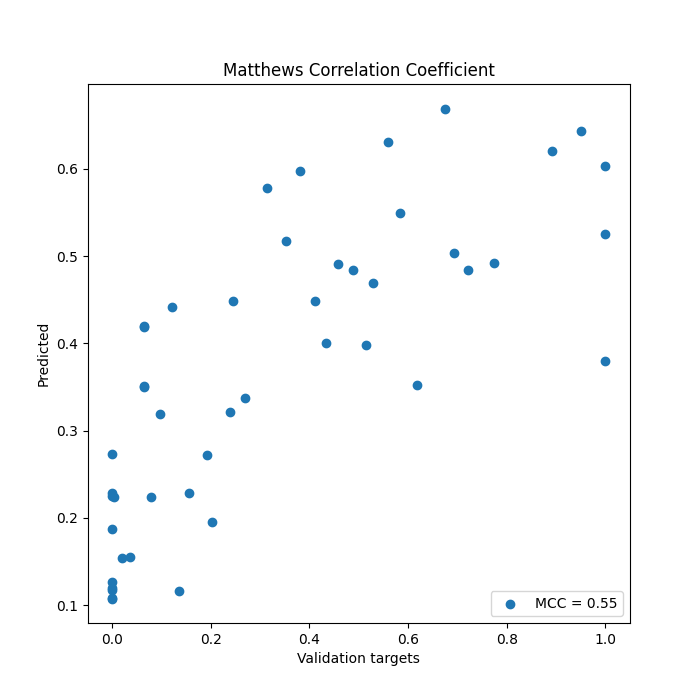 Matthews Correlation Coefficient
Predicted
0.6
0.5
0.4
0.3
0.2
0.1
MCC = 0.55
0.0 0.2 0.4 0.6 0.8 1.0
Validation targets